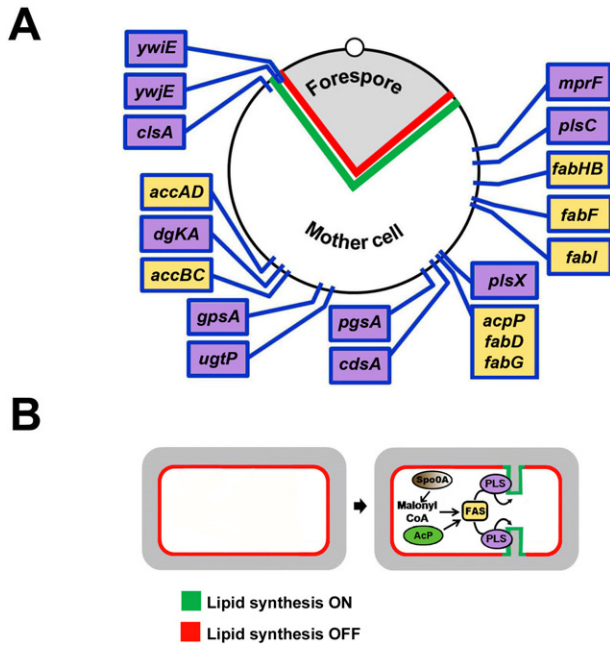 A
ywiE
ywjE
clsA
accAD
dgKA
accBC
gpsA
ugtP
pgsA
cdsA
plsX
acpP
fabD
fabG
mprF
plsC
fabHB
fabF
fabI
Forespore
Mother cell
B
Spo0A
Malonyl
CoA
AcP
FAS
PLS
PLS
Lipid synthesis ON
Lipid synthesis OFF